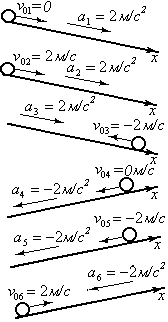 v₀₁=0 a₁ = 2 м/с²
x
v₀₂ = 2 м/с a₂ = 2 м/с²
x
a₃ = 2 м/с²
v₀₃ = −2 м/с
x
v₀₄ = 0 м/с
a₄ = −2 м/с²
x
v₀₅ = −2 м/с
a₅ = −2 м/с²
x
a₆ = −2 м/с²
v₀₆ = 2 м/с
x